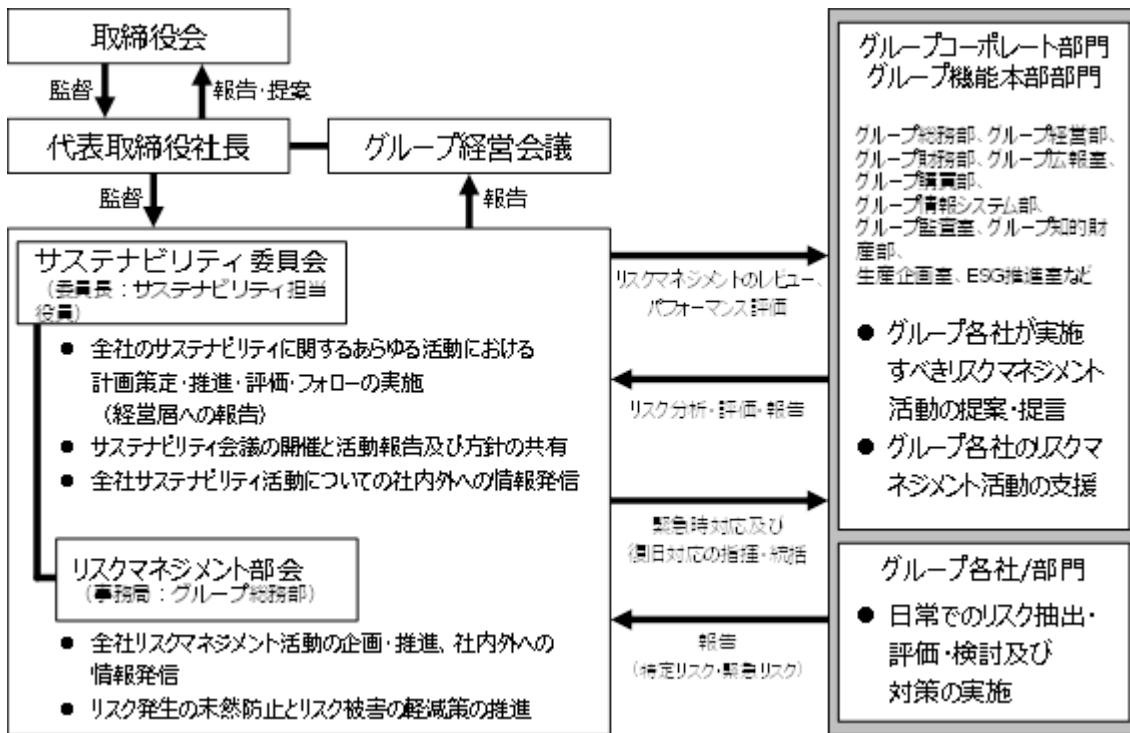 取締役会
監督
報告・提案
代表取締役社長
グループ経営会議
監督
報告
サステナビリティ委員会
（委員長：サステナビリティ担当
役員）
● 全社のサステナビリティに関するあらゆる活動における
計画策定・推進・評価・フォローの実施
（経営層への報告）
● サステナビリティ会議の開催と活動報告及び方針の共有
● 全社サステナビリティ活動についての社内外への情報発信
リスクマネジメント部会
（事務局：グループ総務部）
● 全社リスクマネジメント活動の企画・推進、社内外への
情報発信
● リスク発生の未然防止とリスク被害の軽減策の推進
リスクマネジメントのレビュー、
パフォーマンス評価
リスク分析・評価・報告
緊急時対応及び
復旧対応の指揮・統括
報告
（特定リスク・緊急リスク）
グループコーポレート部門
グループ機能本部部門
グループ総務部、グループ経営部、
グループ財務部、グループ広報室、
グループ購買部、
グループ情報システム部、
グループ監査室、グループ知的財
産部、
生産企画室、ESG推進室など
● グループ各社が実施
すべきリスクマネジメント
活動の提案・提言
● グループ各社のリスクマ
ネジメント活動の支援
グループ各社/部門
● 日常でのリスク抽出・
評価・検討及び
対策の実施